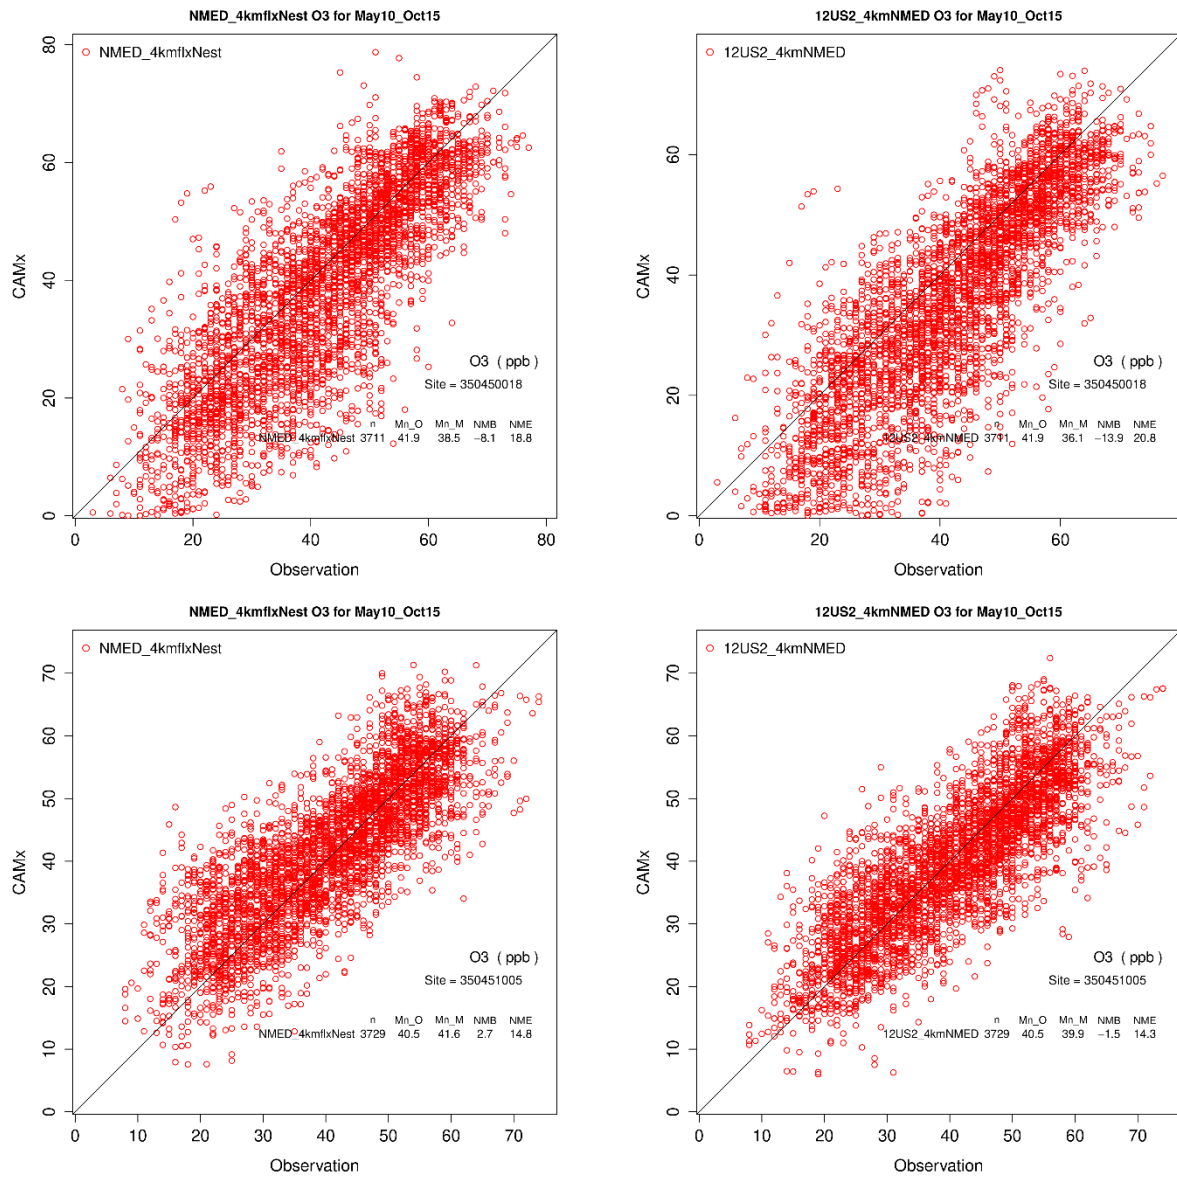 NMED_4kmflxNest O3 for May10_Oct15
NMED_4kmflxNest
80
60
40
20
0
CAMx
O3 ( ppb )
Site = 350450018
n Mn_O Mn_M NMB NME
NMED_4kmflxNest 3711 41.9 38.5 −8.1 18.8
0 20 40 60 80
Observation
12US2_4kmNMED O3 for May10_Oct15
12US2_4kmNMED
60
40
20
0
CAMx
O3 ( ppb )
Site = 350450018
n Mn_O Mn_M NMB NME
12US2_4kmNMED 3711 41.9 36.1 −13.9 20.8
0 20 40 60
Observation
NMED_4kmflxNest O3 for May10_Oct15
NMED_4kmflxNest
70
60
50
40
30
20
10
0
CAMx
O3 ( ppb )
Site = 350451005
n Mn_O Mn_M NMB NME
NMED_4kmflxNest 3729 40.5 41.6 2.7 14.8
0 10 20 30 40 50 60 70
Observation
12US2_4kmNMED O3 for May10_Oct15
12US2_4kmNMED
70
60
50
40
30
20
10
0
CAMx
O3 ( ppb )
Site = 350451005
n Mn_O Mn_M NMB NME
12US2_4kmNMED 3729 40.5 39.9 −1.5 14.3
0 10 20 30 40 50 60 70
Observation